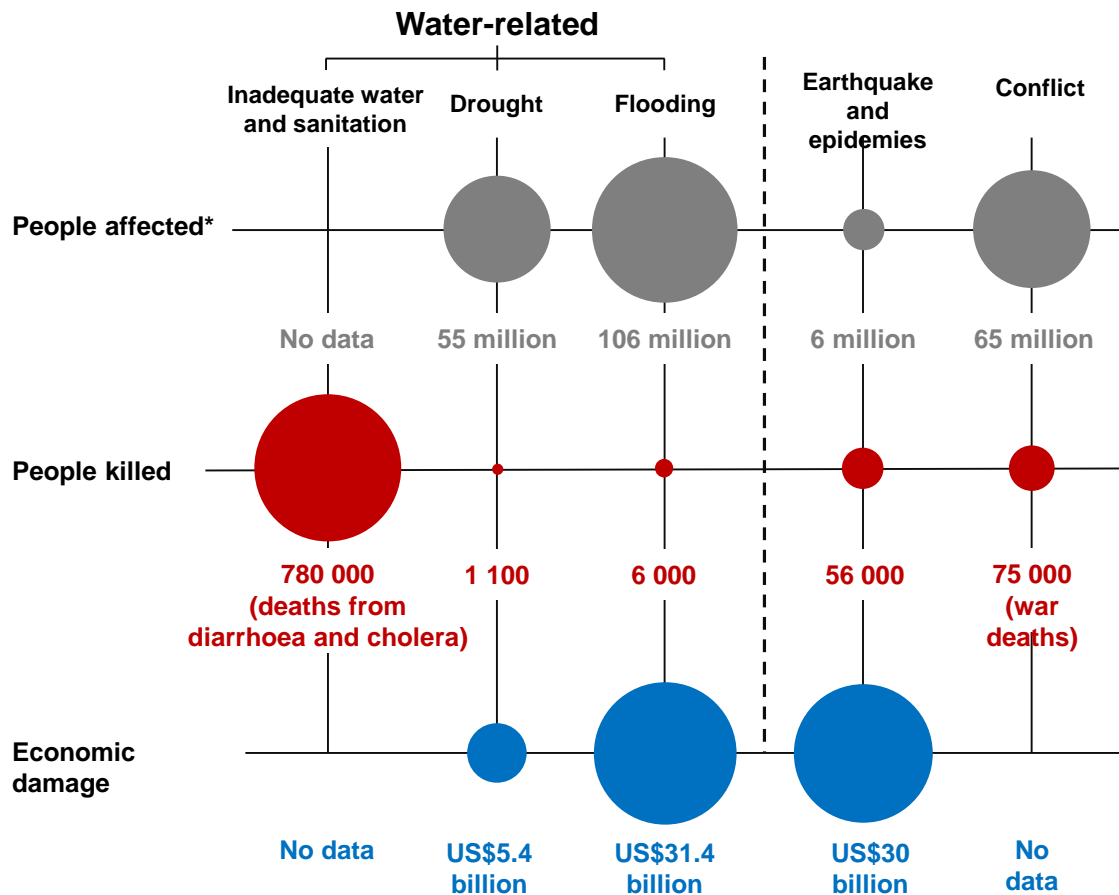 Water-related
Inadequate water
and sanitation
Drought
Flooding
Earthquake
and
epidemies
Conflict
People affected*
No data
55 million
106 million
6 million
65 million
People killed
780 000
(deaths from
diarrhoea and cholera)
1 100
6 000
56 000
75 000
(war
deaths)
Economic
damage
No data
US$5.4
billion
US$31.4
billion
US$30
billion
No
data